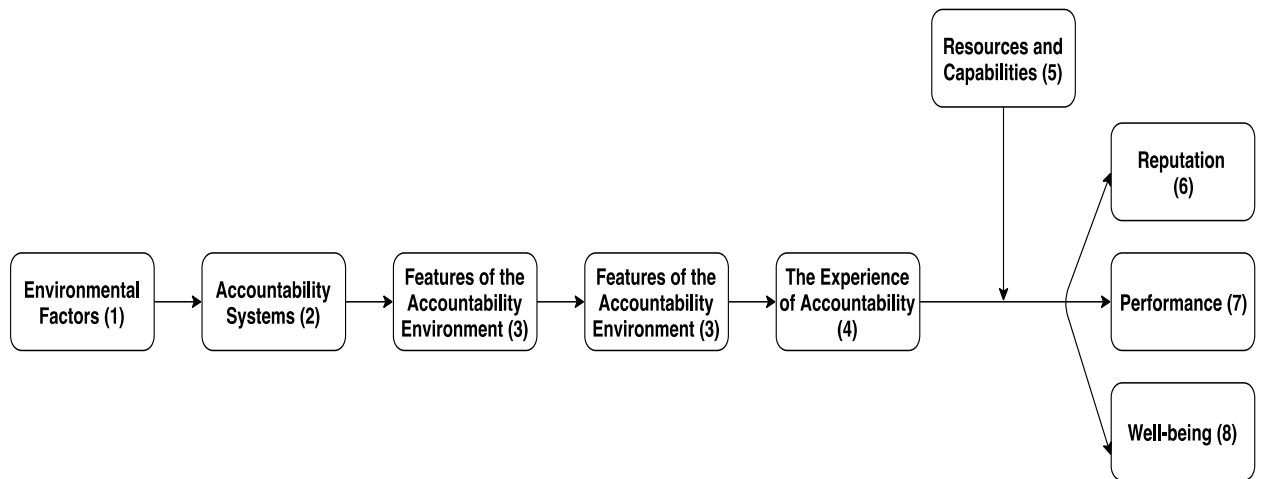 Resources and
Capabilities (5)
Reputation
(6)
Environmental
Factors (1)
Accountability
Systems (2)
Features of the
Accountability
Environment (3)
Features of the
Accountability
Environment (3)
The Experience
of Accountability
(4)
Performance (7)
Well-being (8)